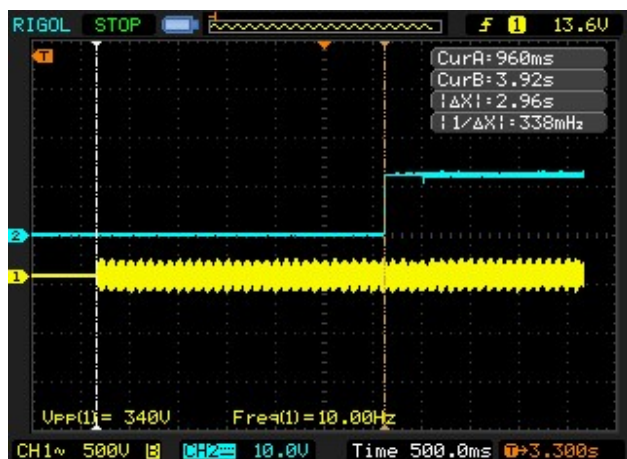 RIGOL STOP T 1 13.6V
T
CurA=960ms
CurB=3.92s
|ΔX|=2.96s
|1/ΔX|=338mHz
2
1
Vpp(1)= 340V Freq(1)=10.00Hz
CH1~ 500V B CH2 10.0V Time 500.0ms T→3.300s